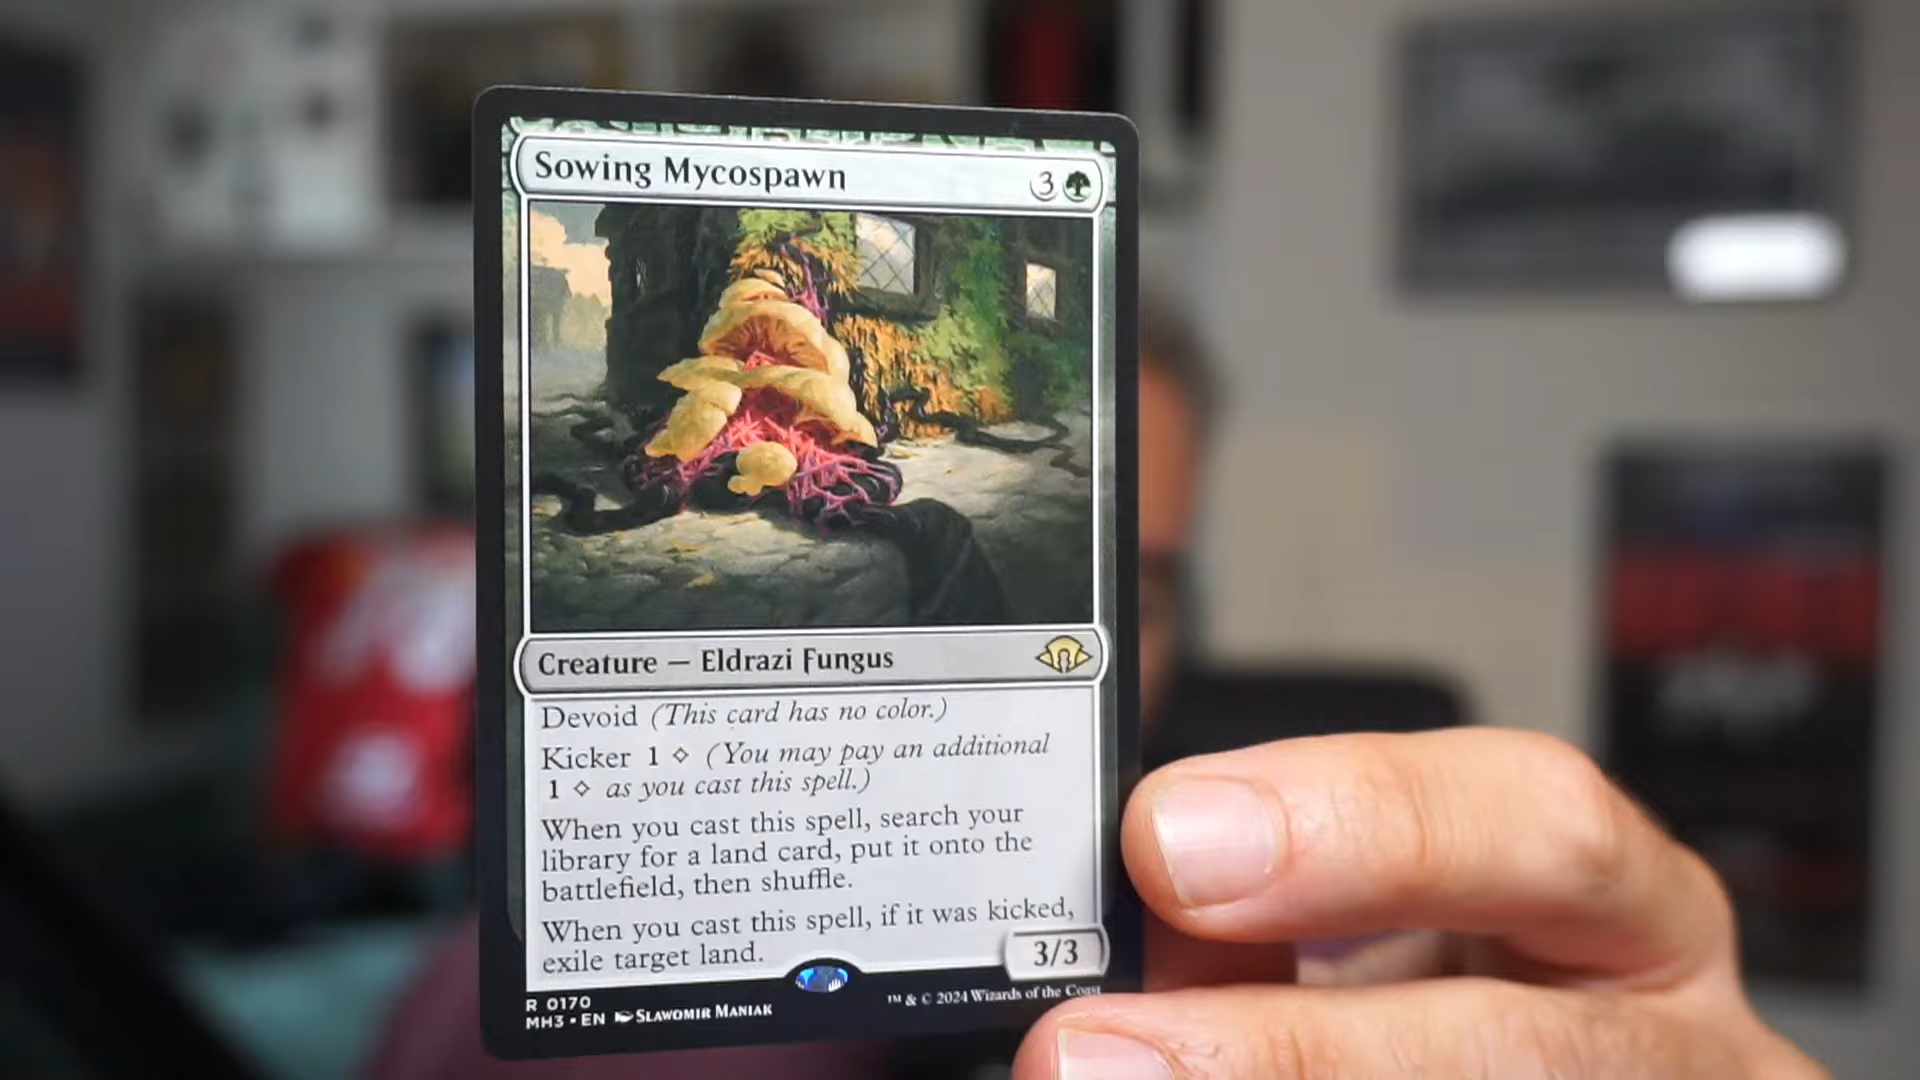 Sowing Mycospawn 3
Creature — Eldrazi Fungus
Devoid (This card has no color.)
Kicker 1 ◇ (You may pay an additional
1 ◇ as you cast this spell.)
When you cast this spell, search your
library for a land card, put it onto the
battlefield, then shuffle.
When you cast this spell, if it was kicked,
exile target land.
3/3
R 0170
MH3 • EN SLAWOMIR MANIAK
™ & © 2024 Wizards of the Coast